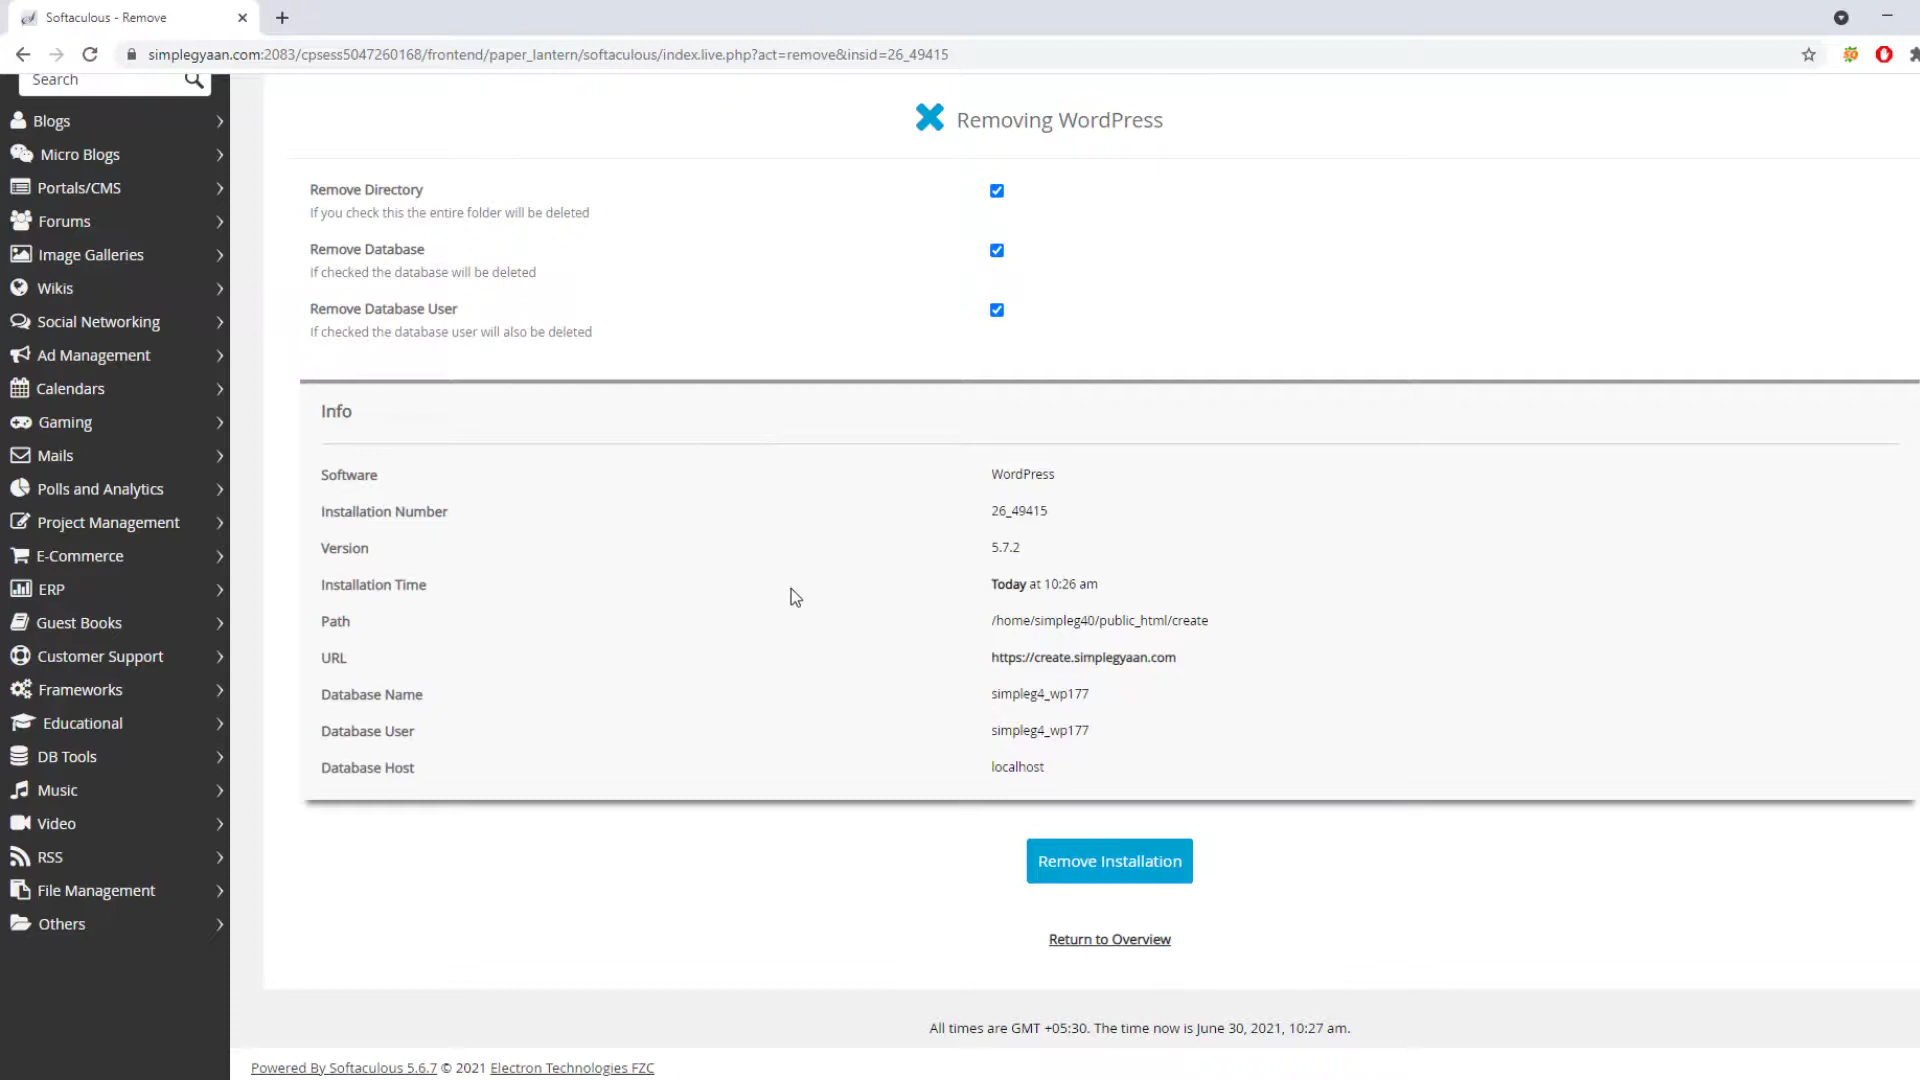 Softaculous - Remove
simplegyaan.com:2083/cpsess5047260168/frontend/paper_lantern/softaculous/index.live.php?act=remove&insid=26_49415
Search
Blogs
Micro Blogs
Portals/CMS
Forums
Image Galleries
Wikis
Social Networking
Ad Management
Calendars
Gaming
Mails
Polls and Analytics
Project Management
E-Commerce
ERP
Guest Books
Customer Support
Frameworks
Educational
DB Tools
Music
Video
RSS
File Management
Others
Removing WordPress
Remove Directory
If you check this the entire folder will be deleted
Remove Database
If checked the database will be deleted
Remove Database User
If checked the database user will also be deleted
Info
Software WordPress
Installation Number 26_49415
Version 5.7.2
Installation Time Today at 10:26 am
Path /home/simpleg40/public_html/create
URL https://create.simplegyaan.com
Database Name simpleg4_wp177
Database User simpleg4_wp177
Database Host localhost
Remove Installation
Return to Overview
All times are GMT +05:30. The time now is June 30, 2021, 10:27 am.
Powered By Softaculous 5.6.7 © 2021 Electron Technologies FZC